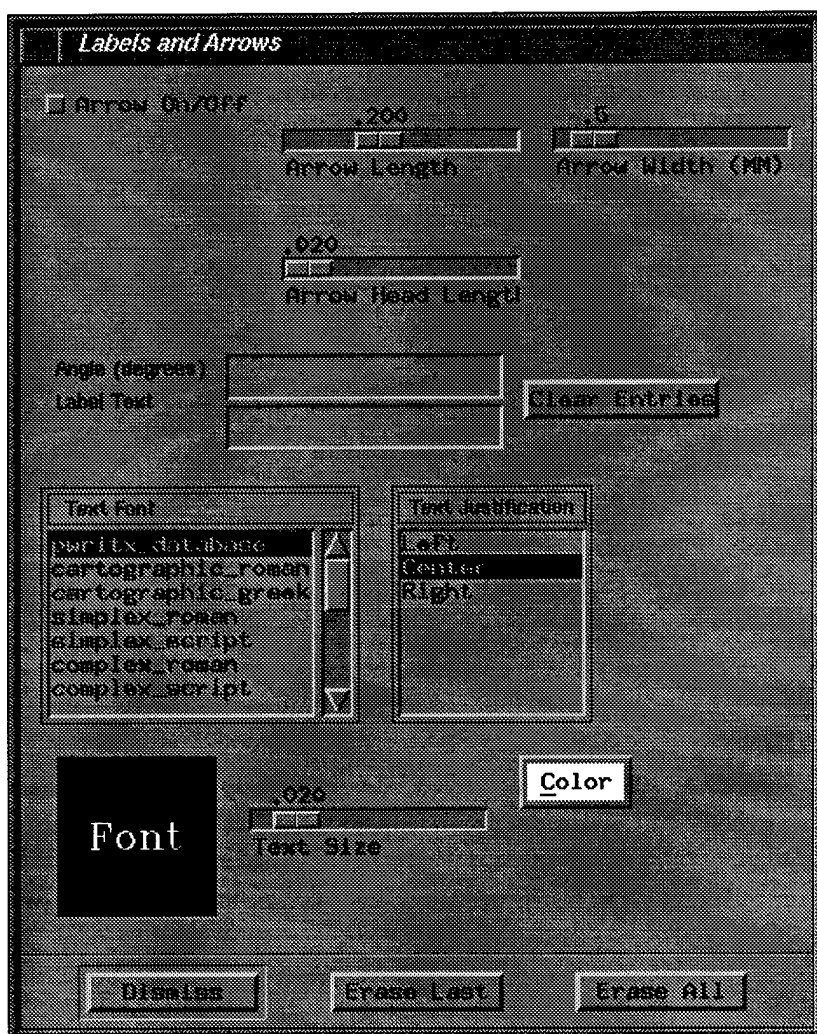 Labels and Arrows
Arrow On/Off
.200
.5
Arrow Length
Arrow Width (MM)
.020
Arrow Head Length
Angle (degrees)
Label Text
Clear Entries
Text Font
Text Justification
pwritx_database
cartographic_roman
cartographic_greek
simplex_roman
simplex_script
complex_roman
complex_script
Left
Center
Right
Color
.020
Font
Text Size
Dismiss
Erase Last
Erase All